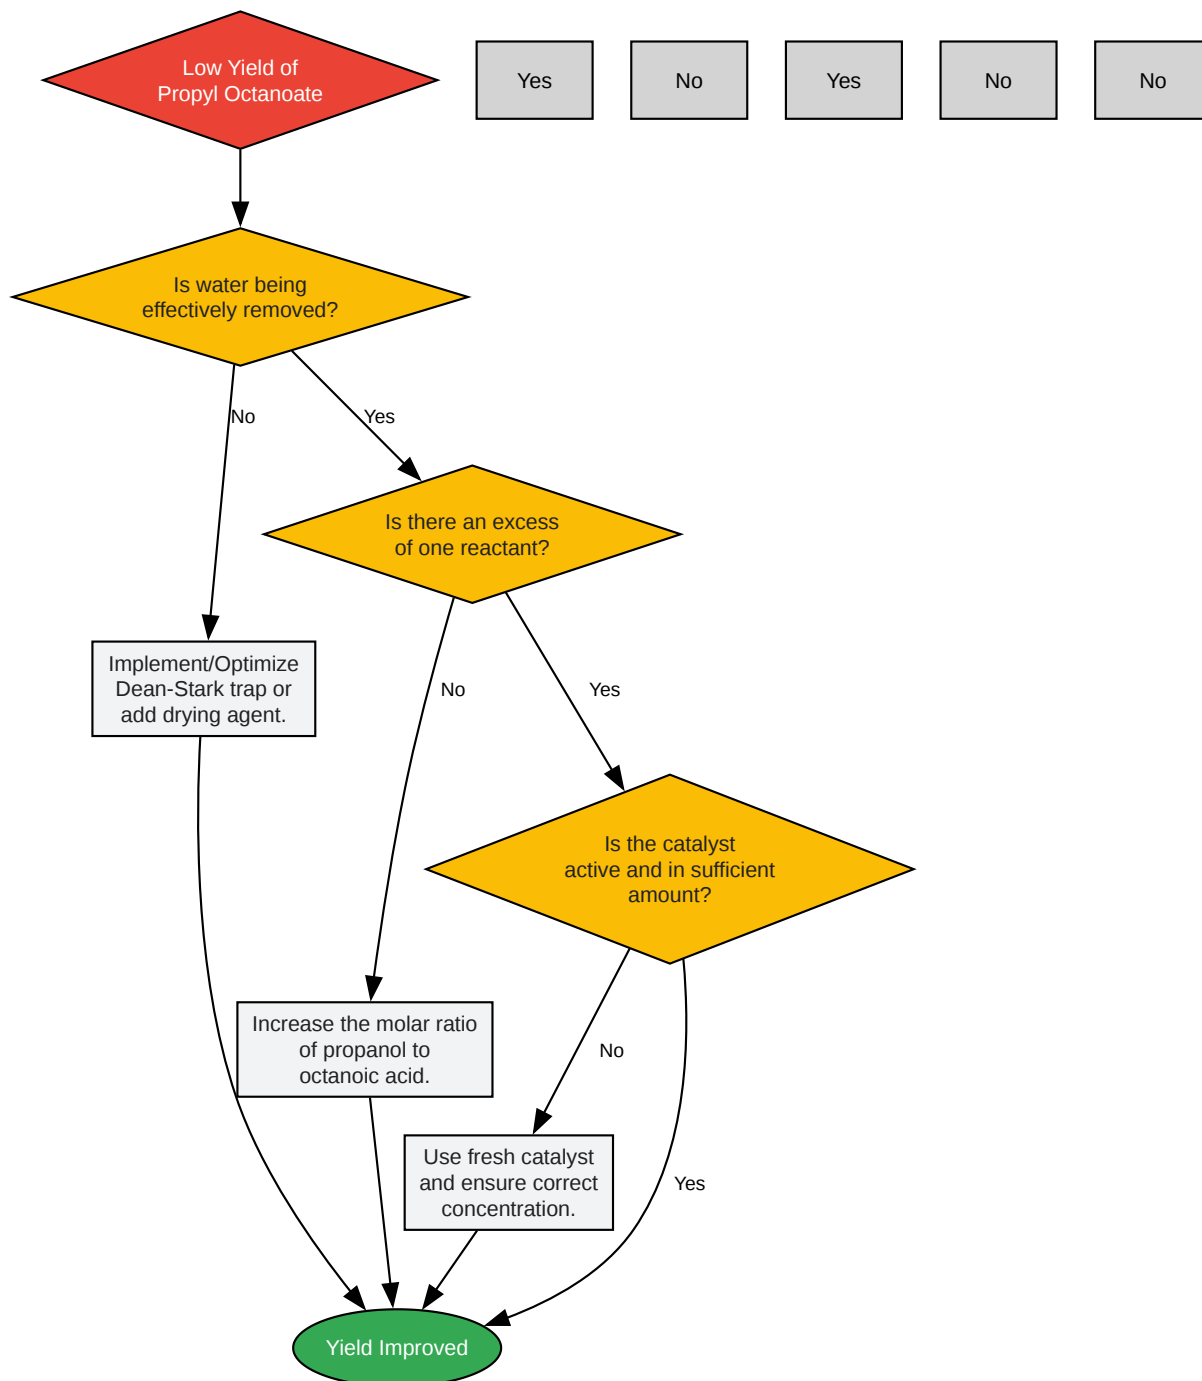 Low Yield of
Propyl Octanoate
Yes
No
Yes
No
No
Is water being
effectively removed?
No
Yes
Is there an excess
of one reactant?
Implement/Optimize
Dean-Stark trap or
add drying agent.
No
Yes
Is the catalyst
active and in sufficient
amount?
Increase the molar ratio
of propanol to
octanoic acid.
No
Use fresh catalyst
and ensure correct
concentration.
Yes
Yield Improved